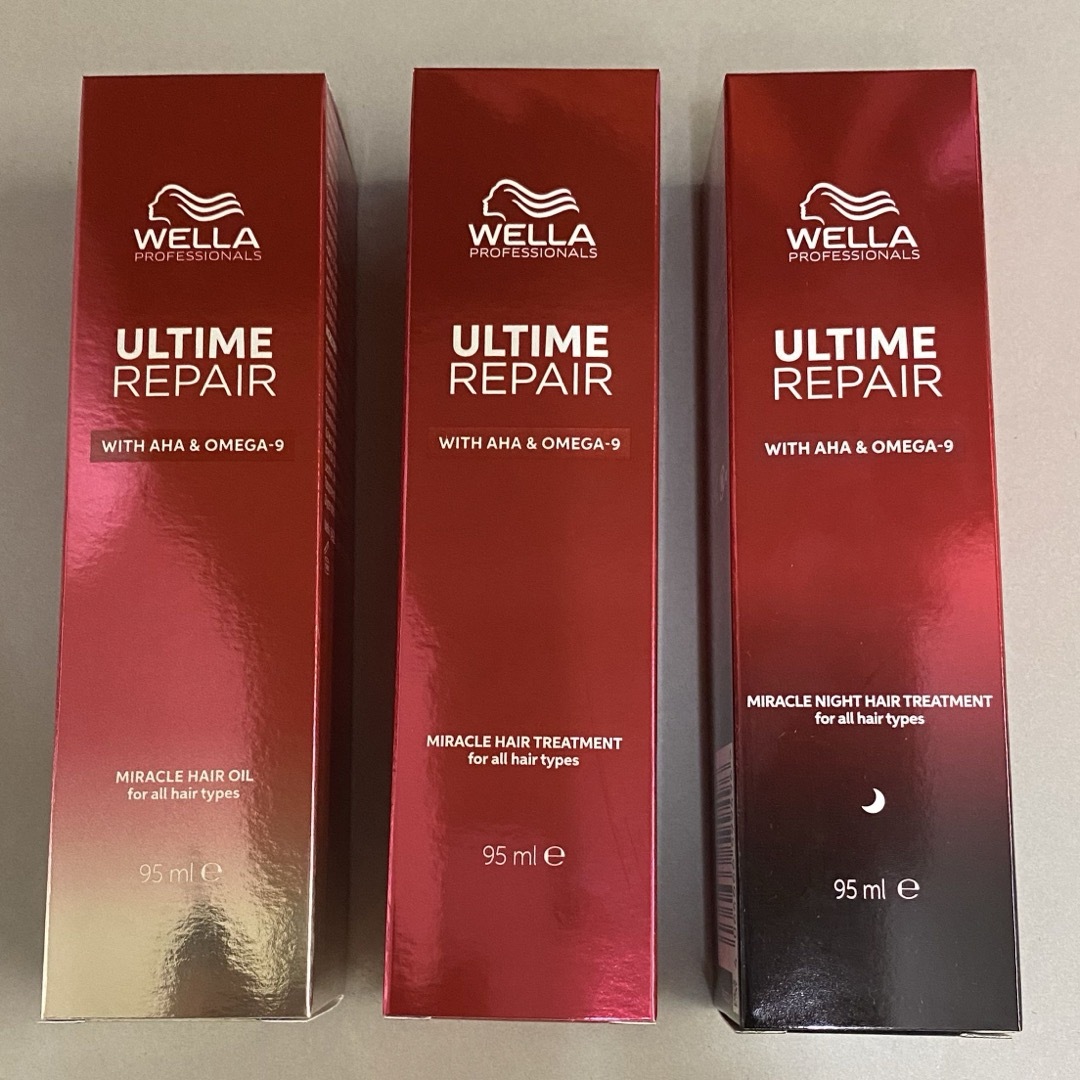 WELLA
PROFESSIONALS
ULTIME
REPAIR
WITH AHA & OMEGA-9
MIRACLE HAIR OIL
for all hair types
95 ml ℮
WELLA
PROFESSIONALS
ULTIME
REPAIR
WITH AHA & OMEGA-9
MIRACLE HAIR TREATMENT
for all hair types
95 ml ℮
WELLA
PROFESSIONALS
ULTIME
REPAIR
WITH AHA & OMEGA-9
MIRACLE NIGHT HAIR TREATMENT
for all hair types
95 ml ℮